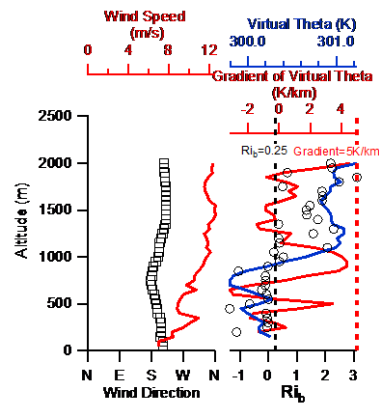 Wind Speed
(m/s)
0 4 8 12
Virtual Theta (K)
300.0 301.0
Gradient of Virtual Theta
(K/km)
-2 0 2 4
Rib=0.25 Gradient=5K/km
Altitude (m)
2500
2000
1500
1000
500
0
N E S W N
Wind Direction
-1 0 1 2 3
Rib